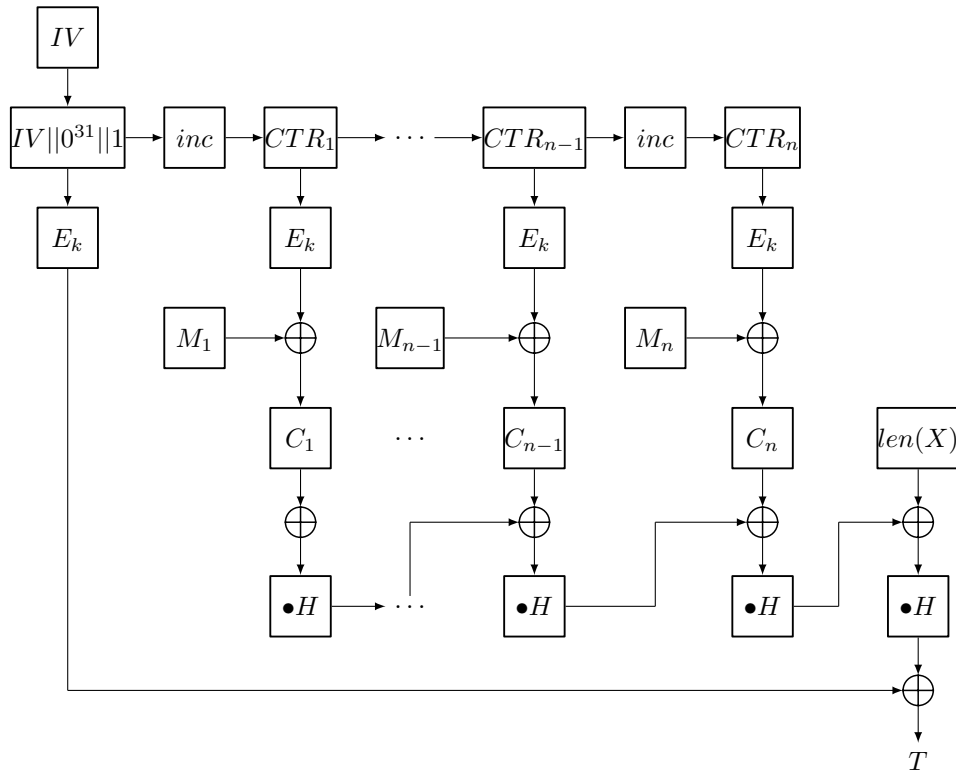 IV
IV||0^{31}||1 inc CTR_1 ··· CTR_{n-1} inc CTR_n
E_k E_k E_k E_k
M_1 ⊕ M_{n-1} ⊕ M_n ⊕
C_1 ··· C_{n-1} C_n len(X)
⊕ ⊕ ⊕ ⊕
●H ··· ●H ●H ●H
⊕
T